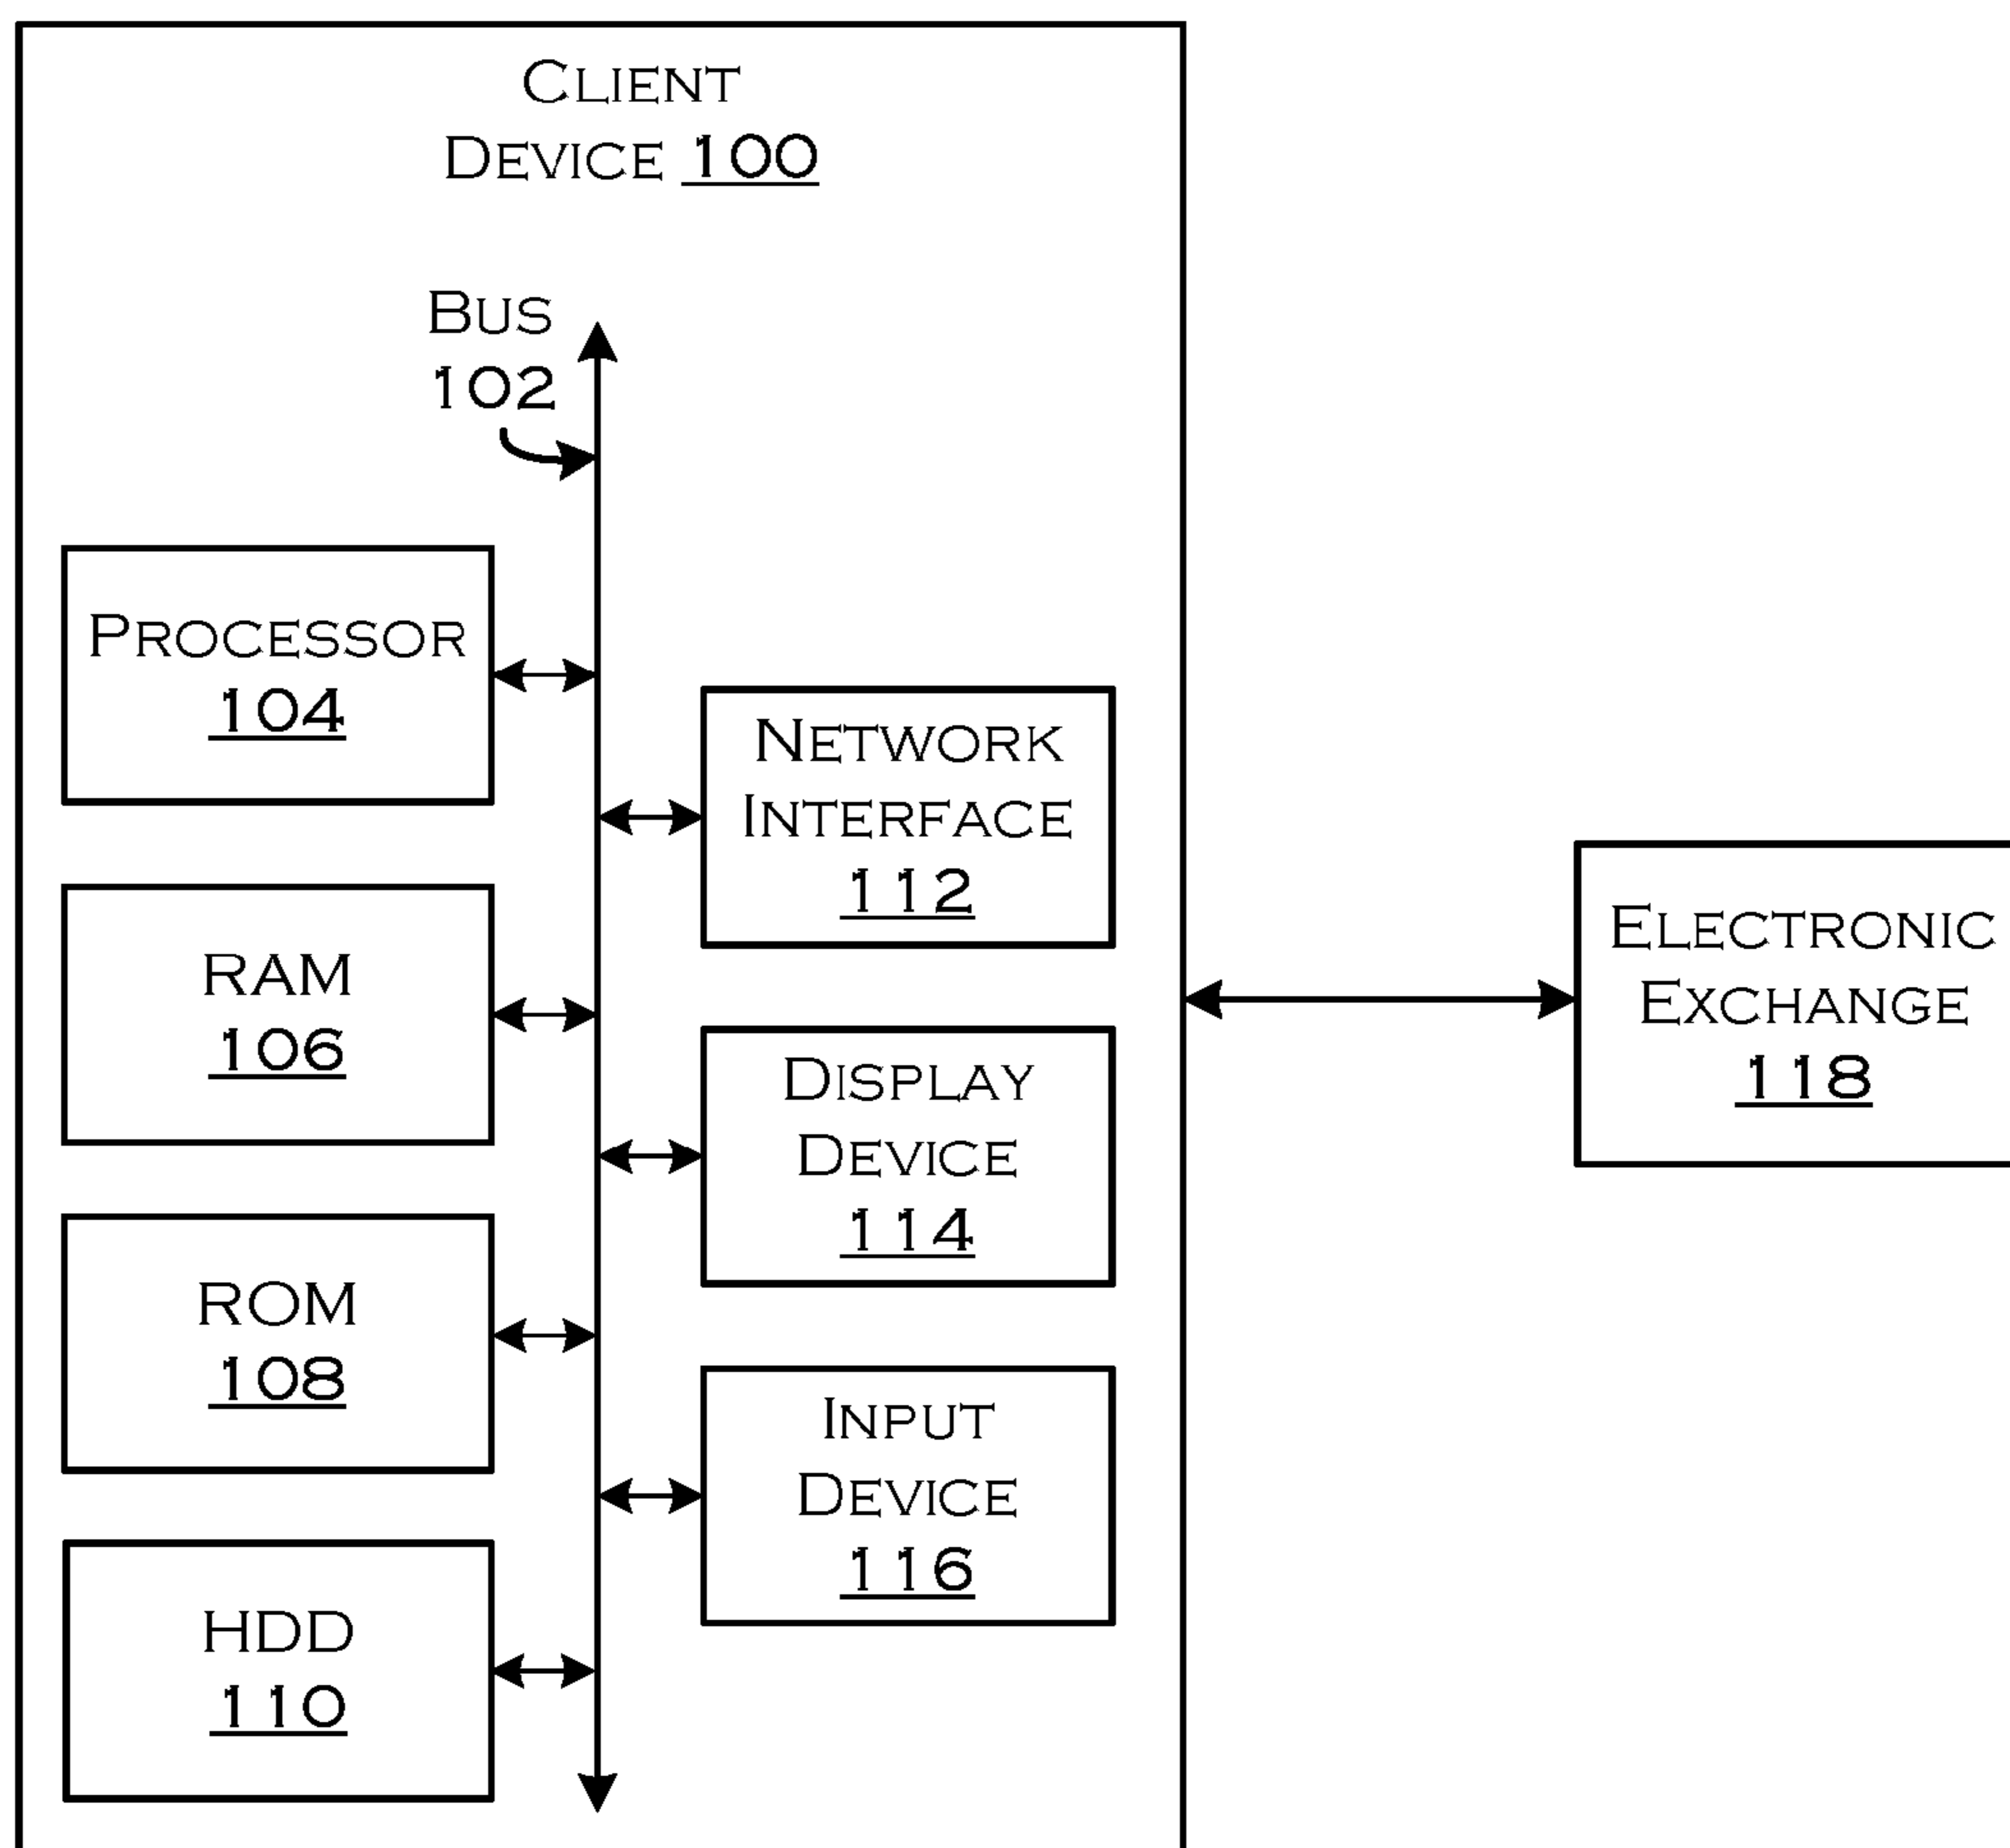 CLIENT
DEVICE 100
BUS
102
PROCESSOR
104
RAM
106
ROM
108
HDD
110
NETWORK
INTERFACE
112
DISPLAY
DEVICE
114
INPUT
DEVICE
116
ELECTRONIC
EXCHANGE
118